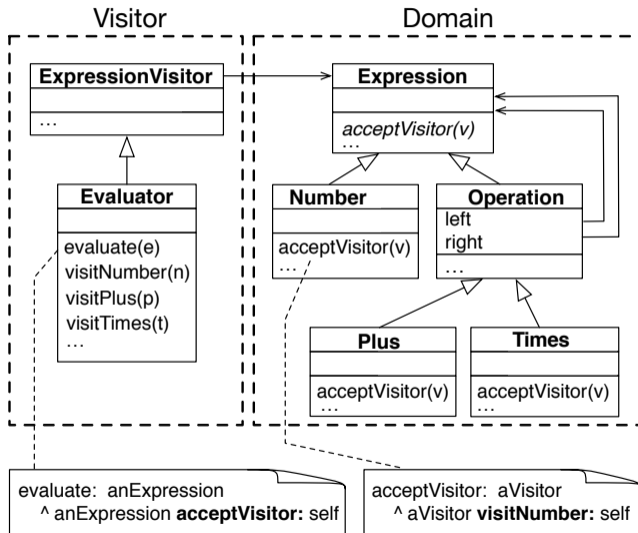 Visitor
Domain
ExpressionVisitor
...
Expression
acceptVisitor(v)
...
Evaluator
evaluate(e)
visitNumber(n)
visitPlus(p)
visitTimes(t)
...
Number
acceptVisitor(v)
...
Operation
left
right
...
Plus
acceptVisitor(v)
...
Times
acceptVisitor(v)
...
evaluate: anExpression
^ anExpression acceptVisitor: self
acceptVisitor: aVisitor
^ aVisitor visitNumber: self